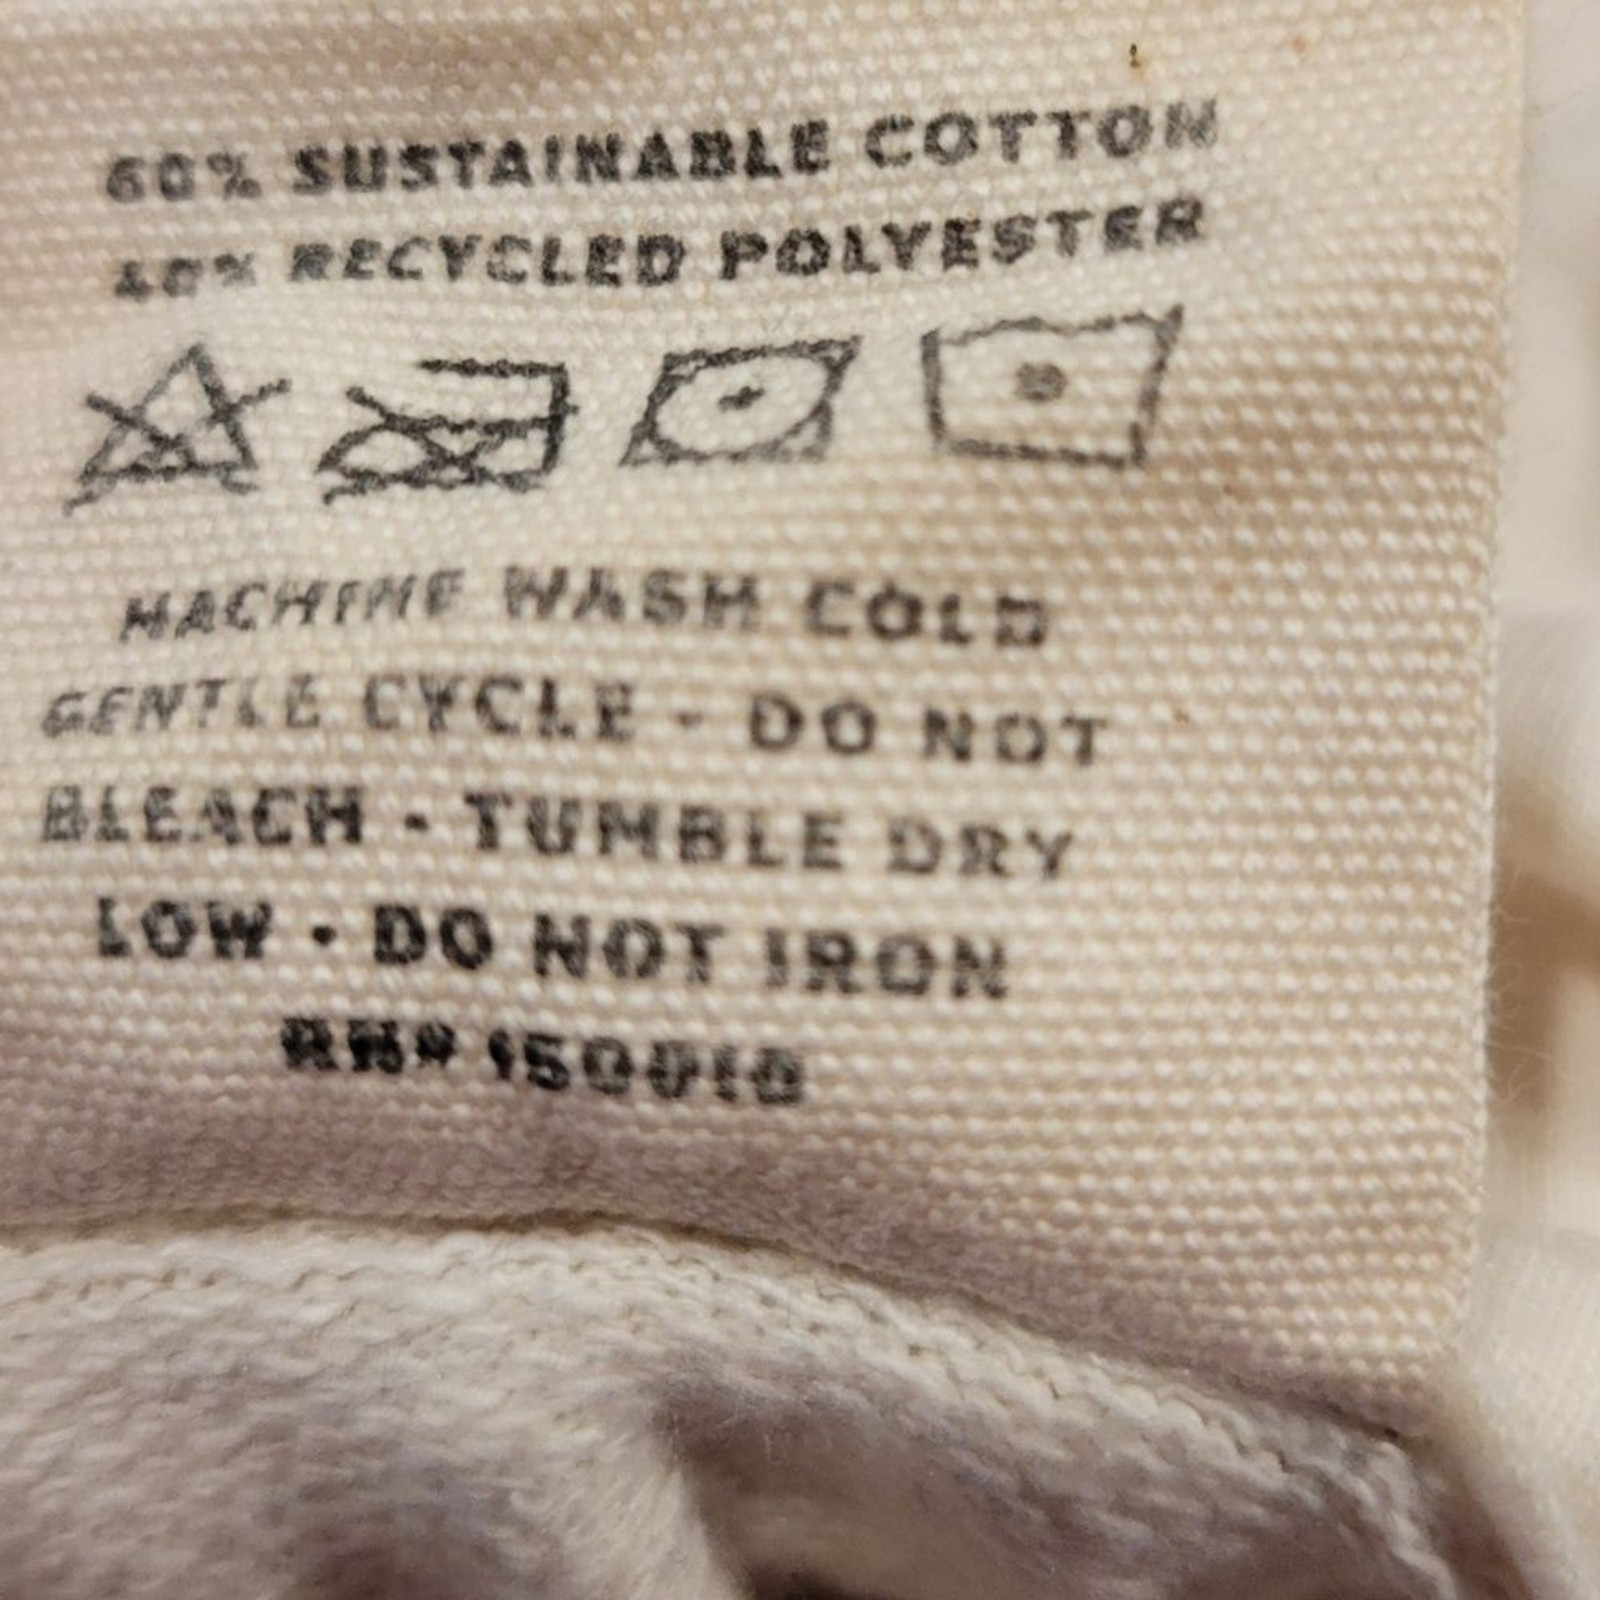 60% SUSTAINABLE COTTON
40% RECYCLED POLYESTER
MACHINE WASH COLD
GENTLE CYCLE - DO NOT
BLEACH - TUMBLE DRY
LOW - DO NOT IRON